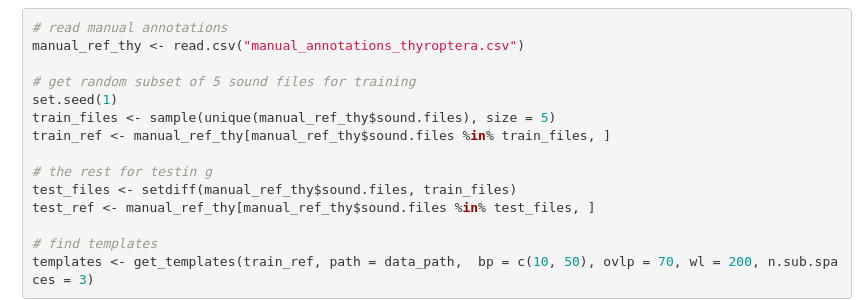 # read manual annotations
manual_ref_thy <- read.csv("manual_annotations_thyroptera.csv")
# get random subset of 5 sound files for training
set.seed(1)
train_files <- sample(unique(manual_ref_thy$sound.files), size = 5)
train_ref <- manual_ref_thy[manual_ref_thy$sound.files %in% train_files, ]
# the rest for testin g
test_files <- setdiff(manual_ref_thy$sound.files, train_files)
test_ref <- manual_ref_thy[manual_ref_thy$sound.files %in% test_files, ]
# find templates
templates <- get_templates(train_ref, path = data_path,  bp = c(10, 50), ovlp = 70, wl = 200, n.sub.spa
ces = 3)